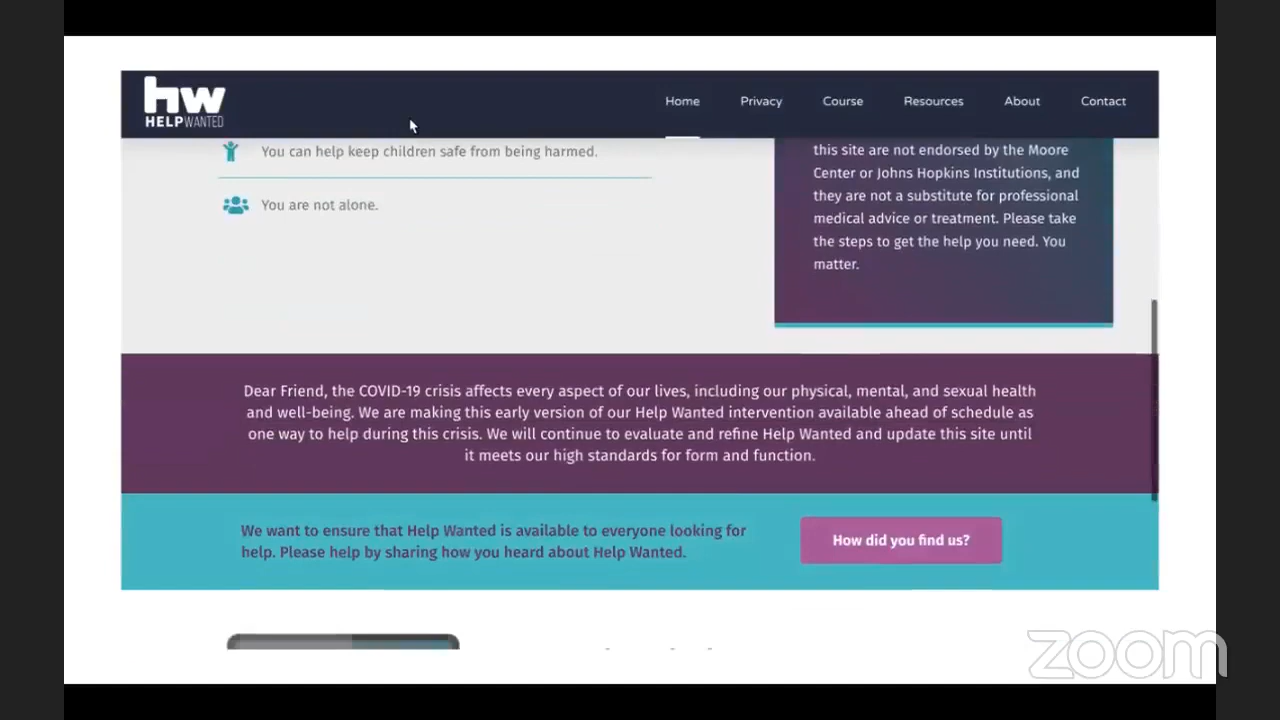 hw
HELPWANTED
Home Privacy Course Resources About Contact
You can help keep children safe from being harmed.
You are not alone.
this site are not endorsed by the Moore
Center or Johns Hopkins Institutions, and
they are not a substitute for professional
medical advice or treatment. Please take
the steps to get the help you need. You
matter.
Dear Friend, the COVID-19 crisis affects every aspect of our lives, including our physical, mental, and sexual health
and well-being. We are making this early version of our Help Wanted intervention available ahead of schedule as
one way to help during this crisis. We will continue to evaluate and refine Help Wanted and update this site until
it meets our high standards for form and function.
We want to ensure that Help Wanted is available to everyone looking for
help. Please help by sharing how you heard about Help Wanted.
How did you find us?
zoom